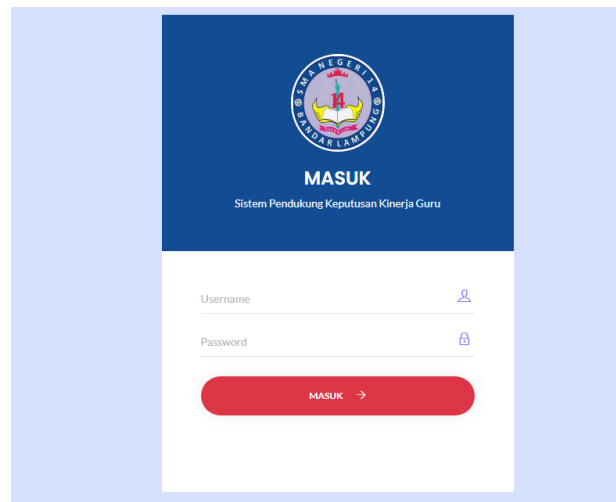 SMA NEGERI 14
14
BANDAR LAMPUNG
MASUK
Sistem Pendukung Keputusan Kinerja Guru
Username
Password
MASUK